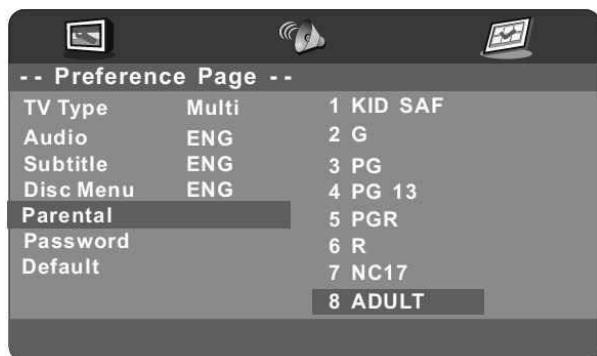 -- Preference Page --
TV Type Multi 1 KID SAF
Audio ENG 2 G
Subtitle ENG 3 PG
Disc Menu ENG 4 PG 13
Parental 5 PGR
Password 6 R
Default 7 NC17
8 ADULT